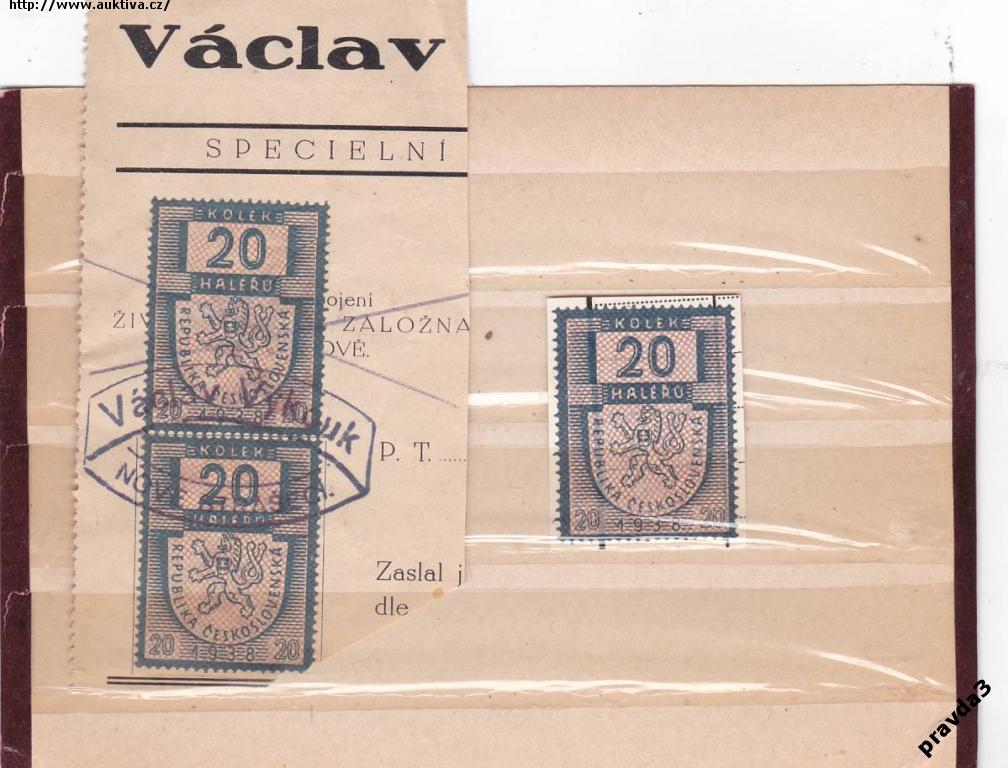 http://www.auktiva.cz/
Václav
SPECIELNÍ
KOLEK
20
HALÉŘŮ
REPUBLIKA ČESKOSLOVENSKÁ
20 1938 20
ojení
ŽIV ZALOŽNA
OVĚ.
P. T.
KOLEK
20
HALÉŘŮ
REPUBLIKA ČESKOSLOVENSKÁ
20 1938 20
Zaslal j
dle
KOLEK
20
HALÉŘŮ
REPUBLIKA ČESKOSLOVENSKÁ
20 1938 20
pravda3